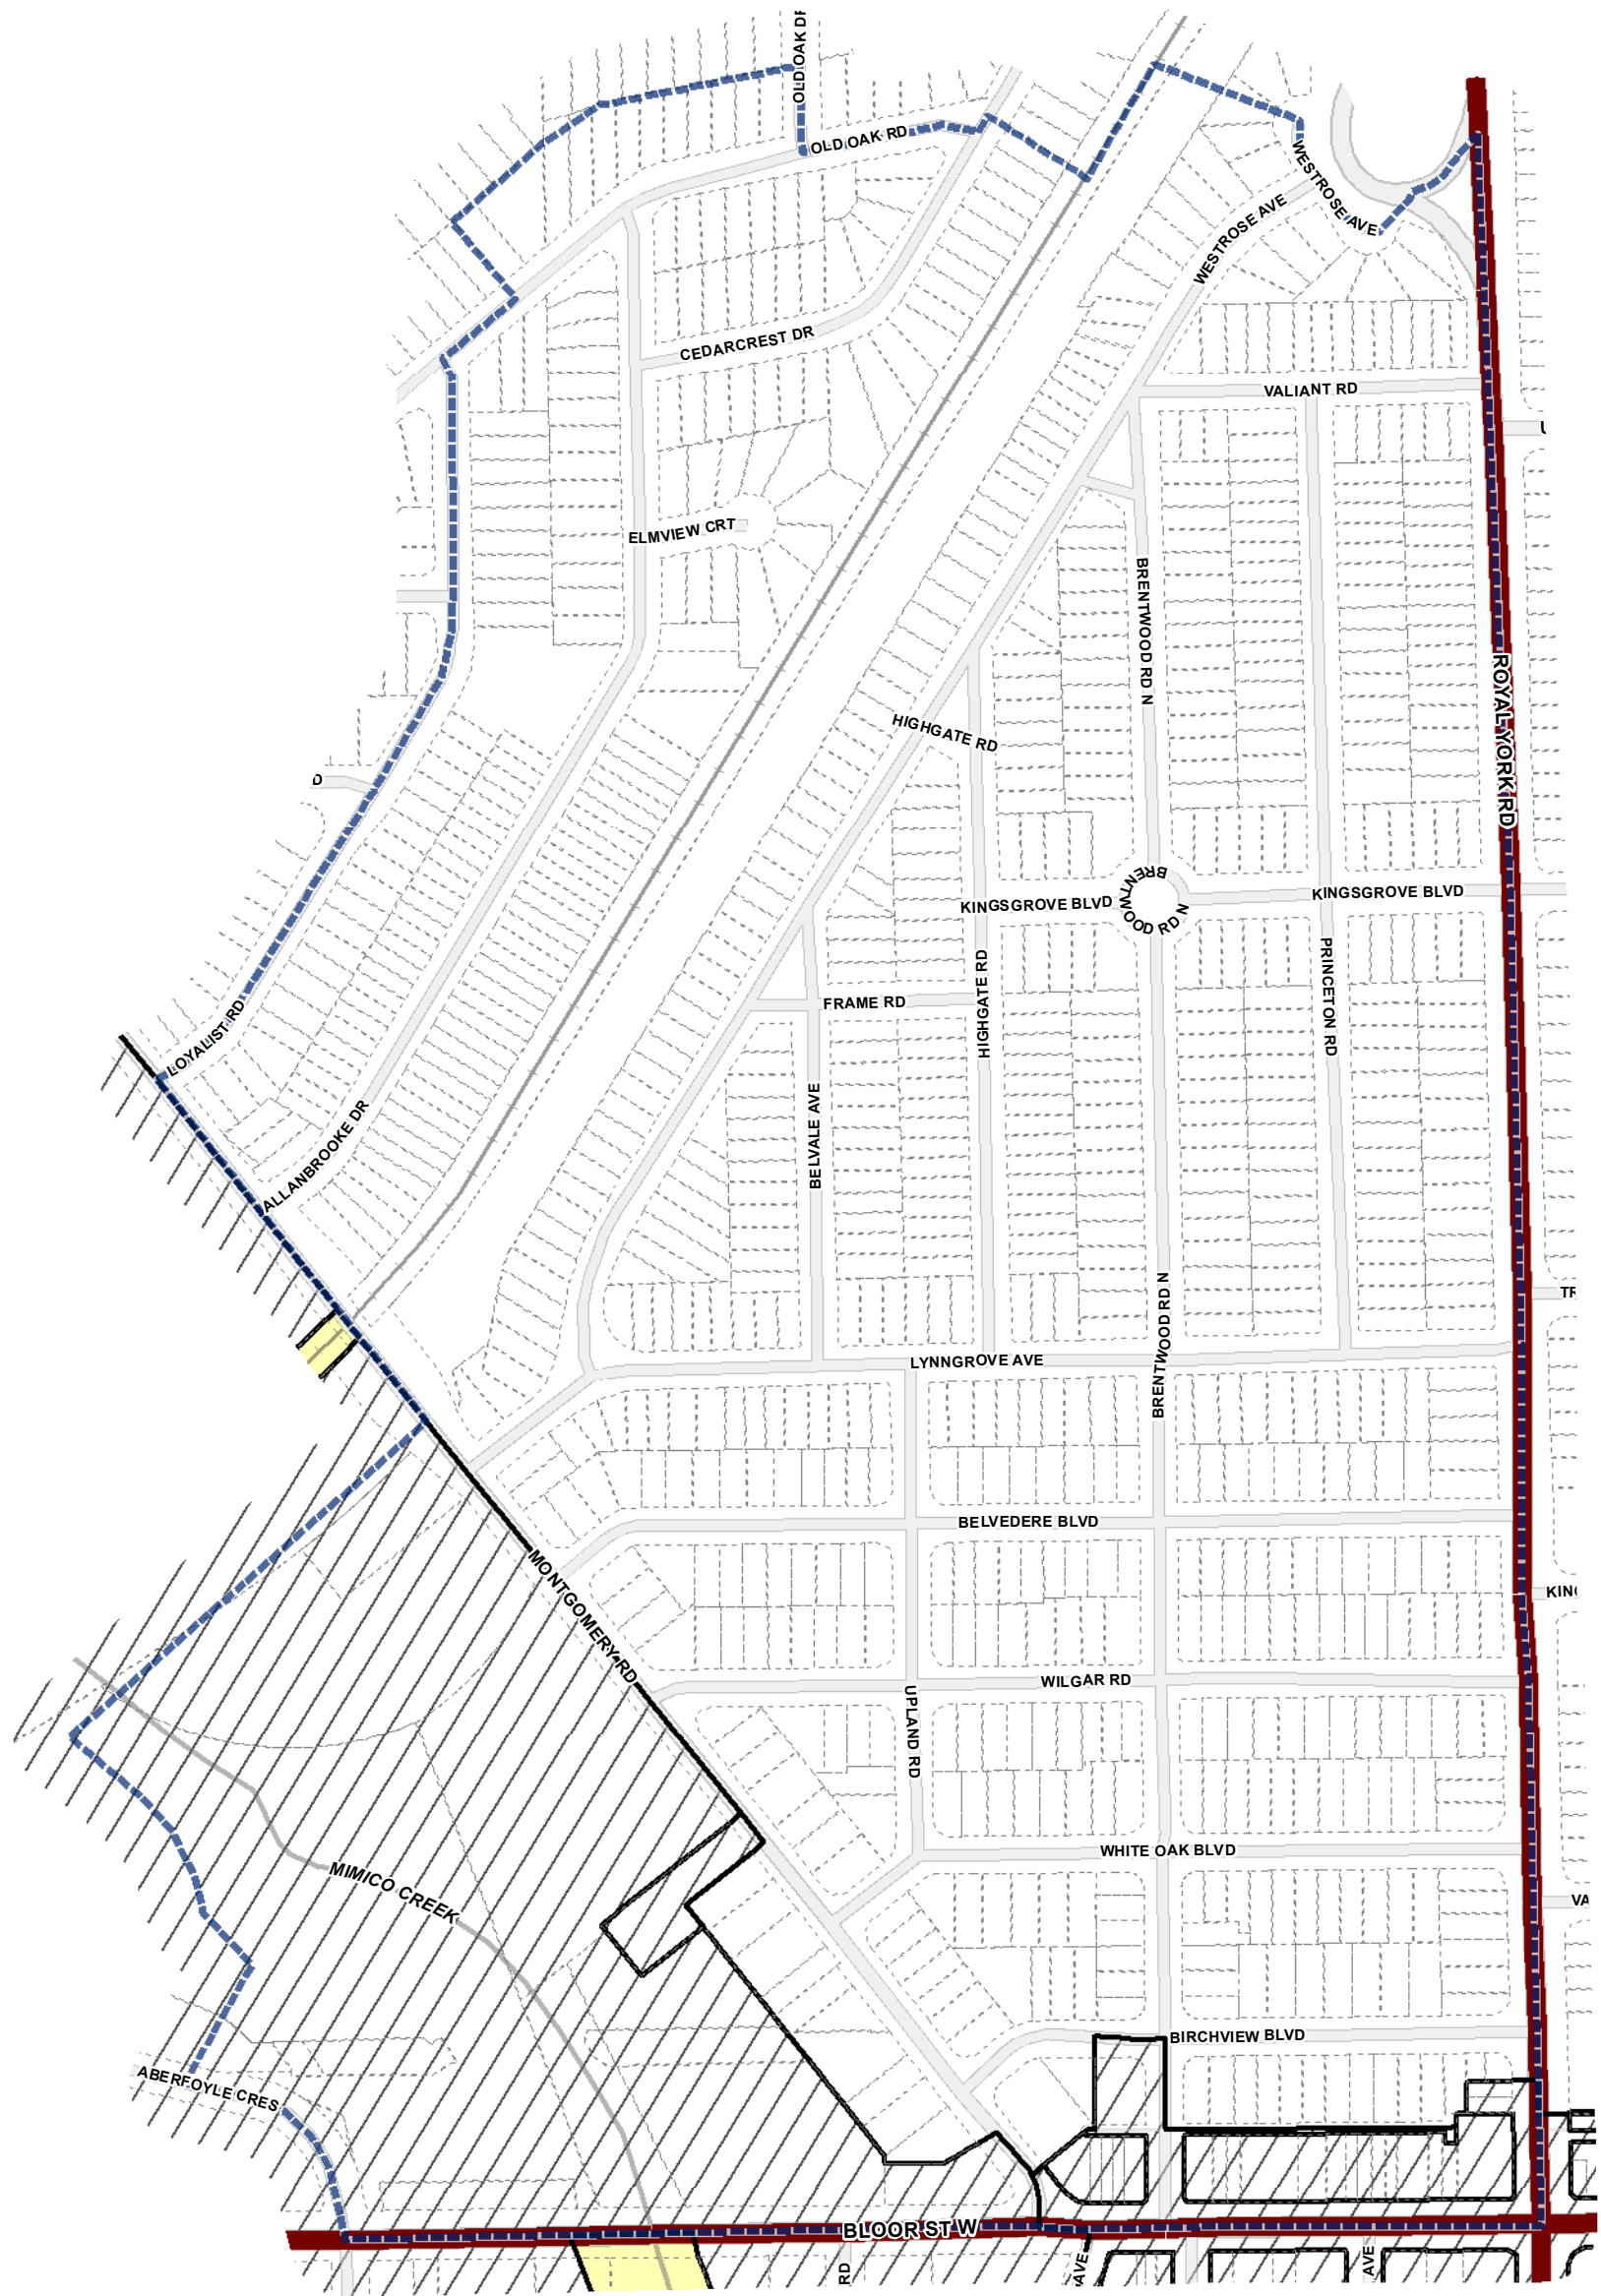 OLD OAK DR
OLD OAK RD
WESTROSE AVE
WESTROSE AVE
CEDARCREST DR
VALIANT RD
U
ELMVIEW CRT
BRENTWOOD RD N
ROYAL YORK RD
HIGHGATE RD
D
BRENTWOOD RD N
KINGSGROVE BLVD
KINGSGROVE BLVD
PRINCETON RD
HIGHGATE RD
FRAME RD
LOYALIST RD
BELVALE AVE
ALLANBROOKE DR
TR
BRENTWOOD RD N
LYNNGROVE AVE
BELVEDERE BLVD
MONTGOMERY RD
KING
WILGAR RD
UPLAND RD
WHITE OAK BLVD
MIMICO CREEK
VA
BIRCHVIEW BLVD
ABERFOYLE CRES
BLOOR ST W
RD
AVE
AVE